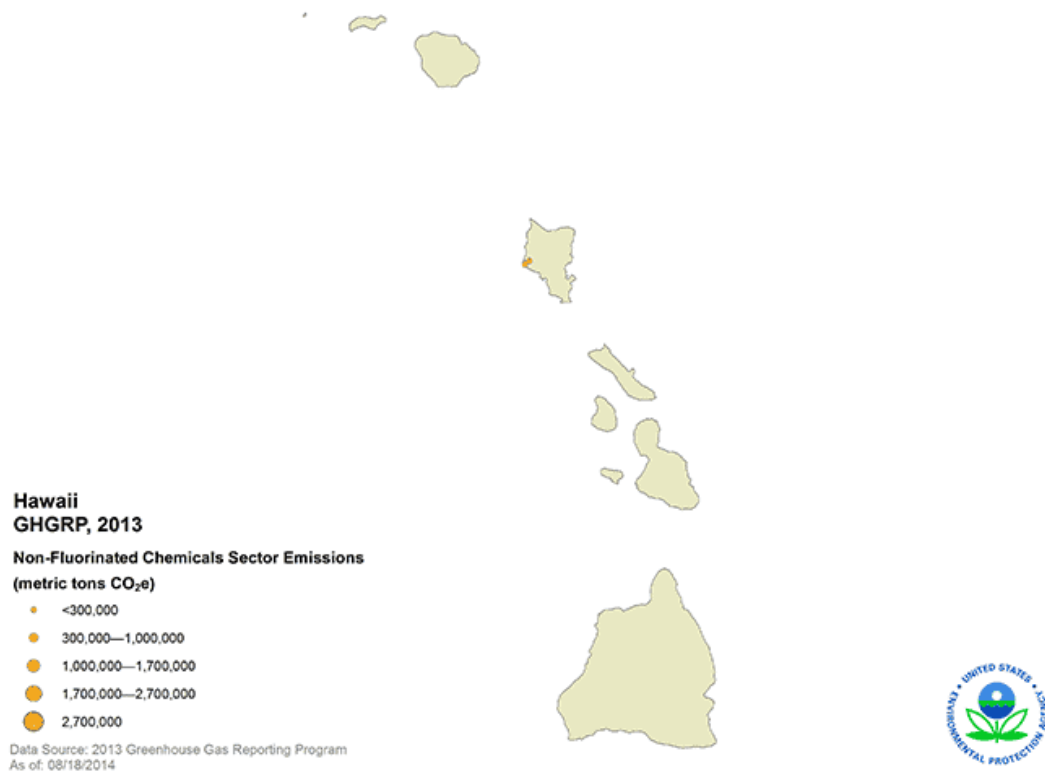 Hawaii
GHGRP, 2013
Non-Fluorinated Chemicals Sector Emissions
(metric tons CO₂e)
<300,000
300,000—1,000,000
1,000,000—1,700,000
1,700,000—2,700,000
2,700,000
Data Source: 2013 Greenhouse Gas Reporting Program
As of: 08/18/2014
UNITED STATES
ENVIRONMENTAL PROTECTION AGENCY